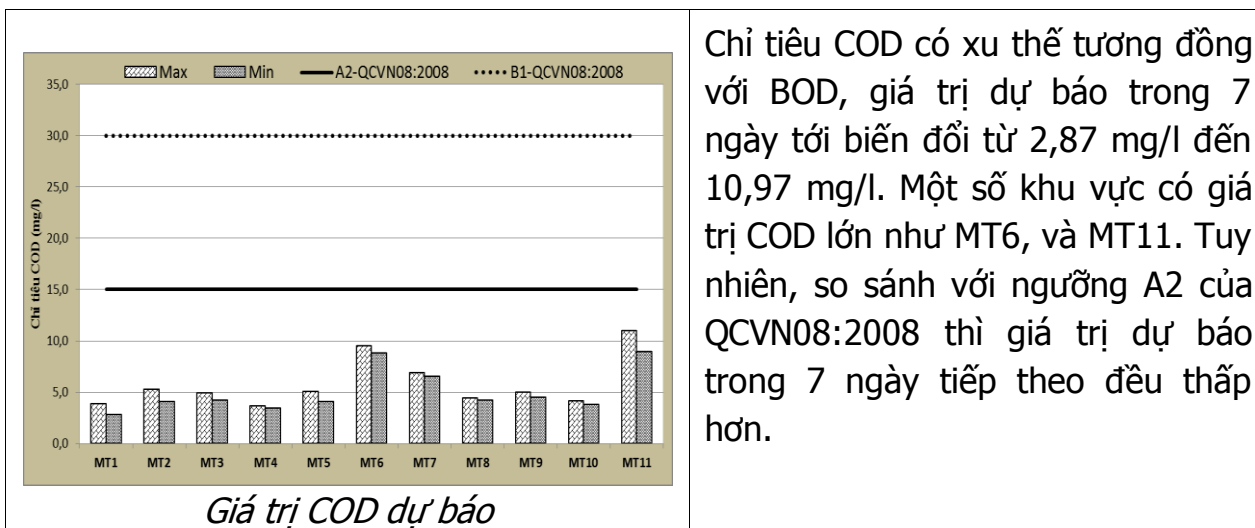 Max Min A2-QCVN08:2008 B1-QCVN08:2008
35,0
30,0
25,0
20,0
15,0
10,0
5,0
0,0
Chỉ tiêu COD (mg/l)
MT1 MT2 MT3 MT4 MT5 MT6 MT7 MT8 MT9 MT10 MT11
Giá trị COD dự báo
Chỉ tiêu COD có xu thế tương đồng
với BOD, giá trị dự báo trong 7
ngày tới biến đổi từ 2,87 mg/l đến
10,97 mg/l. Một số khu vực có giá
trị COD lớn như MT6, và MT11. Tuy
nhiên, so sánh với ngưỡng A2 của
QCVN08:2008 thì giá trị dự báo
trong 7 ngày tiếp theo đều thấp
hơn.